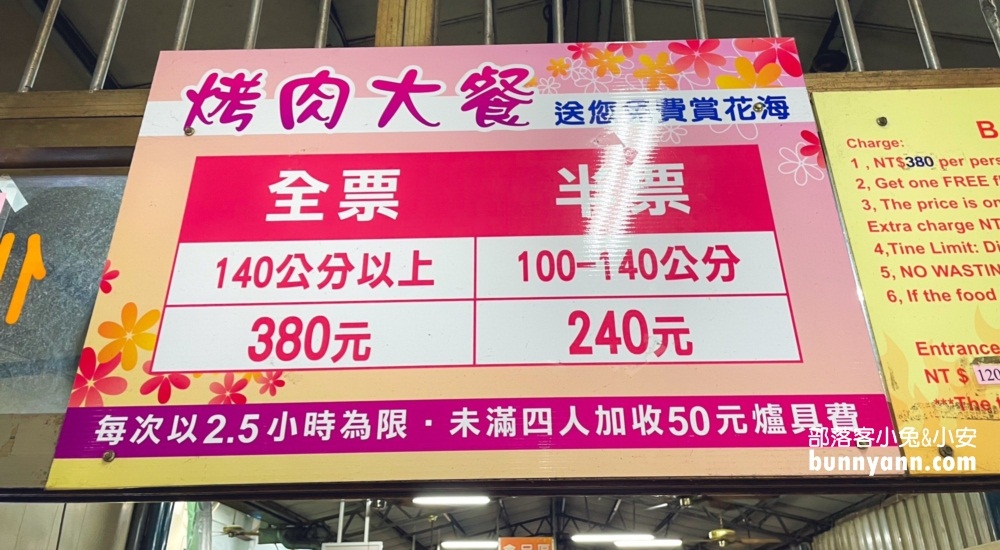 烤肉大餐 送您免費賞花海
全票 半票
140公分以上 100-140公分
380元 240元
每次以2.5小時為限·未滿四人加收50元爐具費
Charge:
1 , NT$380 per pers
2, Get one FREE f
3, The price is on
Extra charge NT
4,Tine Limit: Di
5, NO WASTIN
6, If the food
Entrance
NT $ 120
***The
部落客小兔&小安
bunnyann.com